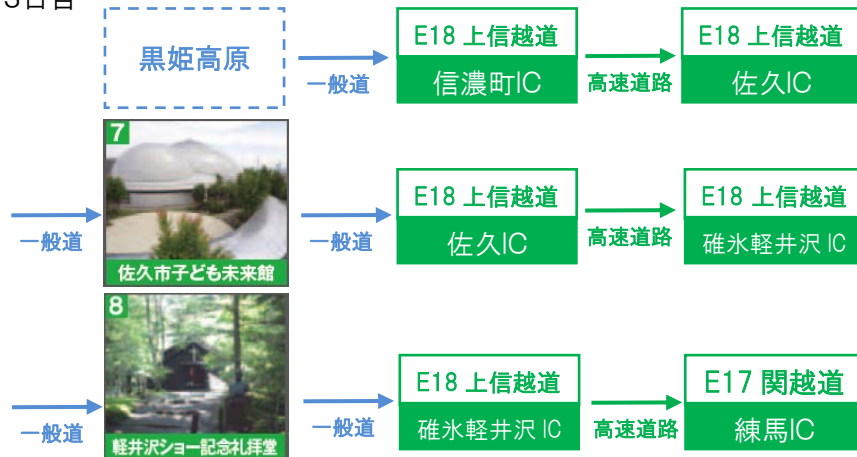 3日目
黒姫高原
一般道
E18 上信越道
信濃町IC
高速道路
E18 上信越道
佐久IC
一般道
7
佐久市子ども未来館
一般道
E18 上信越道
佐久IC
高速道路
E18 上信越道
碓氷軽井沢 IC
一般道
8
軽井沢ショー記念礼拝堂
一般道
E18 上信越道
碓氷軽井沢 IC
高速道路
E17 関越道
練馬IC